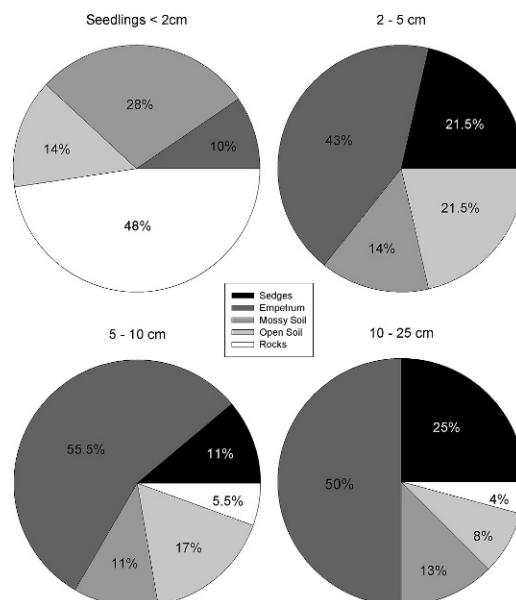 Seedlings < 2cm
2 - 5 cm
28%
10%
14%
48%
43%
21.5%
21.5%
14%
Sedges
Empetrum
Mossy Soil
Open Soil
Rocks
5 - 10 cm
10 - 25 cm
55.5%
11%
5.5%
17%
11%
25%
50%
4%
8%
13%